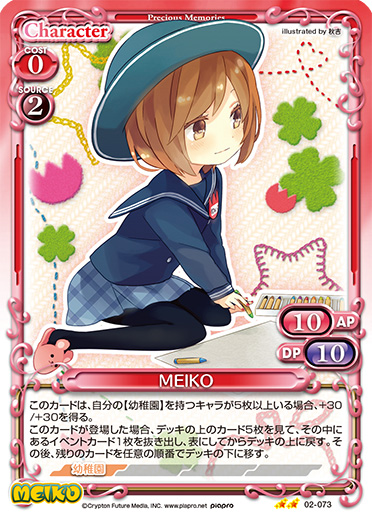 Precious Memories
Character
illustrated by 秋吉
COST
0
SOURCE
2
10 AP
DP 10
MEIKO
このカードは、自分の【幼稚園】を持つキャラが5枚以上いる場合、+30
/+30を得る。
このカードが登場した場合、デッキの上のカード5枚を見て、その中に
あるイベントカード1枚を抜き出し、表にしてからデッキの上に戻す。そ
の後、残りのカードを任意の順番でデッキの下に移す。
幼稚園
MEIKO
©Crypton Future Media, INC. www.piapro.net piapro
02-073